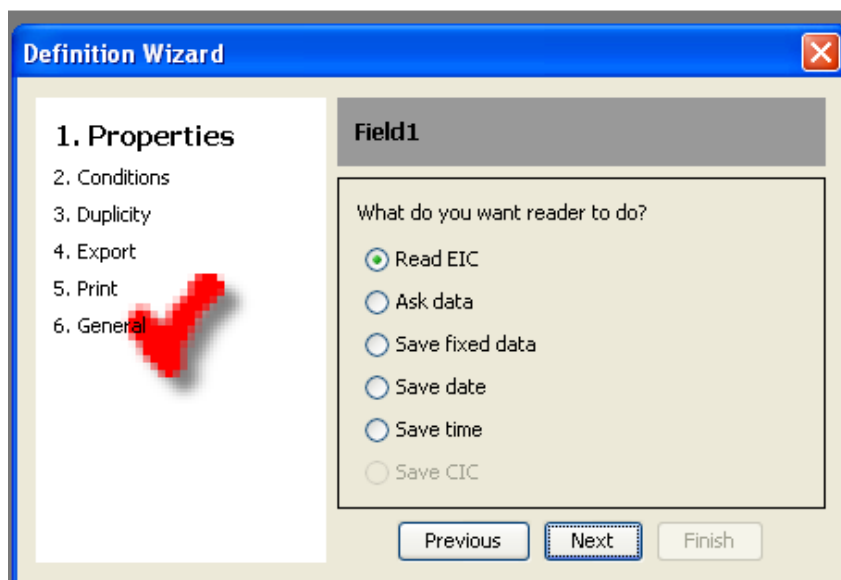 Definition Wizard
1. Properties
2. Conditions
3. Duplicity
4. Export
5. Print
6. General
Field1
What do you want reader to do?
Read EIC
Ask data
Save fixed data
Save date
Save time
Save CIC
Previous
Next
Finish